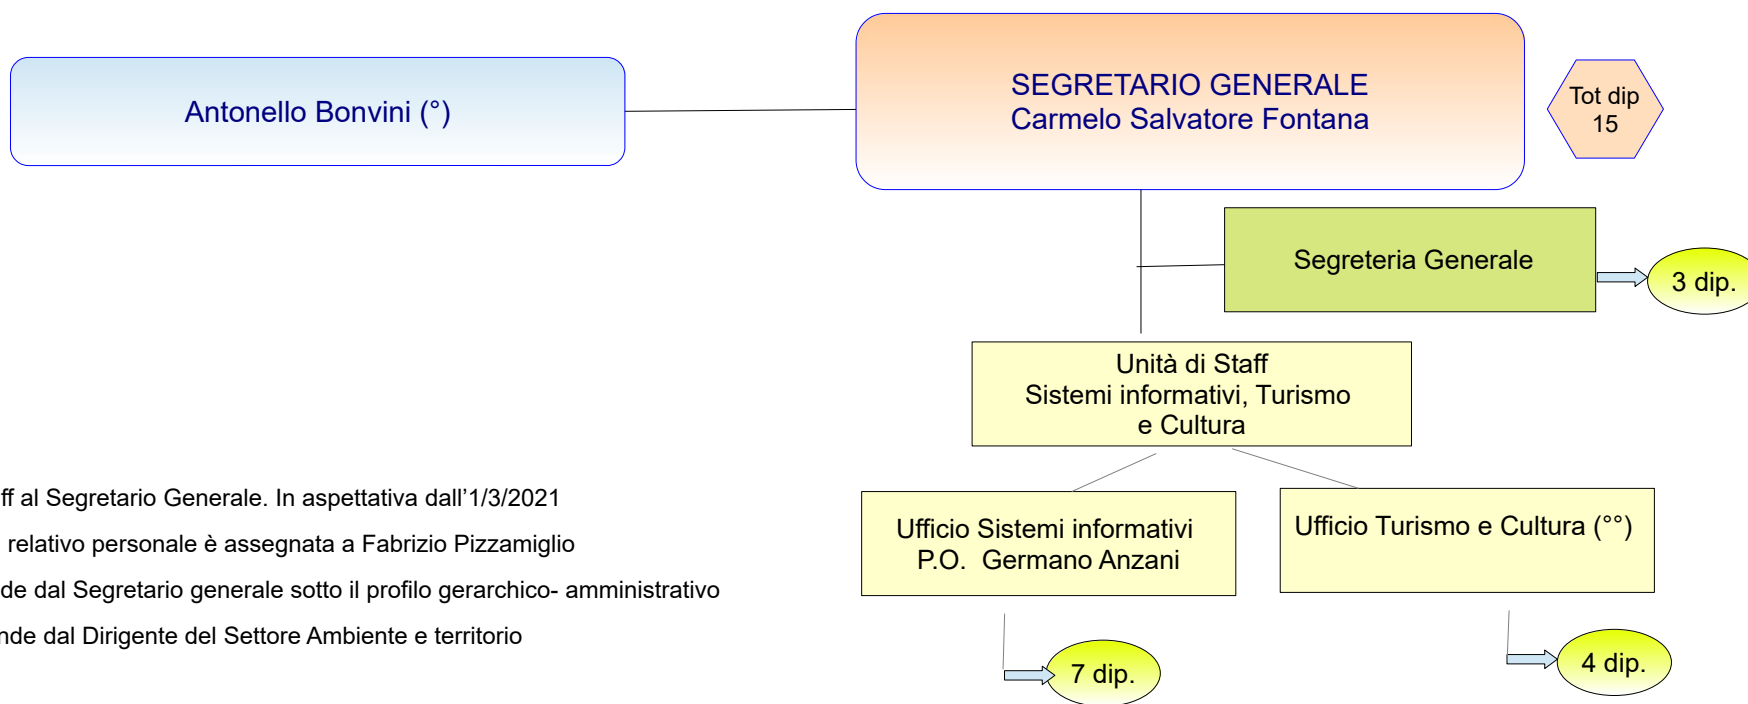 Antonello Bonvini (°)
SEGRETARIO GENERALE
Carmelo Salvatore Fontana
Tot dip
15
Segreteria Generale
3 dip.
Unità di Staff
Sistemi informativi, Turismo
e Cultura
Ufficio Sistemi informativi
P.O. Germano Anzani
Ufficio Turismo e Cultura (°°)
7 dip.
4 dip.
al Segretario Generale. In aspettativa dall'1/3/2021
relativo personale è assegnata a Fabrizio Pizzamiglio
dal Segretario generale sotto il profilo gerarchico- amministrativo
dal Dirigente del Settore Ambiente e territorio